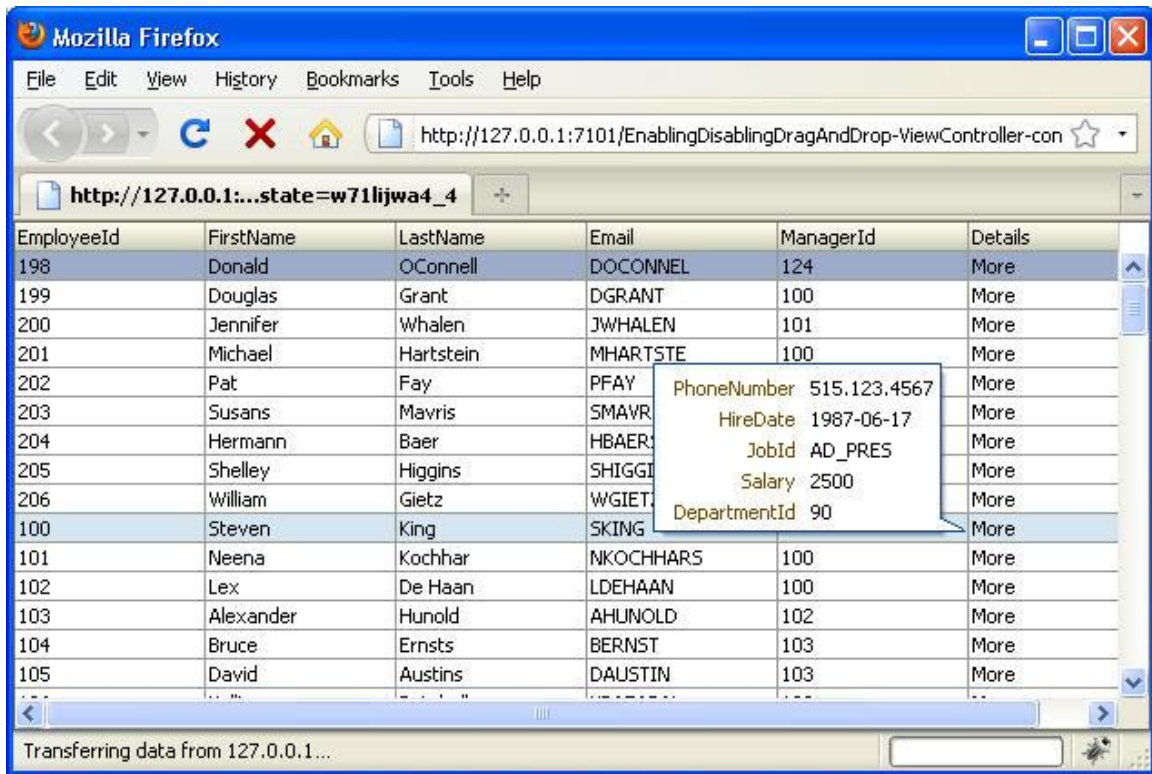 Mozilla Firefox
File Edit View History Bookmarks Tools Help
http://127.0.0.1:7101/EnablingDisablingDragAndDrop-ViewController-con
http://127.0.0.1:...state=w71lijwa4_4
EmployeeId FirstName LastName Email ManagerId Details
198 Donald OConnell DOCONNEL 124 More
199 Douglas Grant DGRANT 100 More
200 Jennifer Whalen JWHALEN 101 More
201 Michael Hartstein MHARTSTE 100 More
202 Pat Fay PFAY More
203 Susans Mavris SMAVR More
204 Hermann Baer HBAER More
205 Shelley Higgins SHIGGI More
206 William Gietz WGIET More
100 Steven King SKING More
PhoneNumber 515.123.4567
HireDate 1987-06-17
JobId AD_PRES
Salary 2500
DepartmentId 90
101 Neena Kochhar NKOCHHARS 100 More
102 Lex De Haan LDEHAAN 100 More
103 Alexander Hunold AHUNOLD 102 More
104 Bruce Ernsts BERNST 103 More
105 David Austins DAUSTIN 103 More
Transferring data from 127.0.0.1...